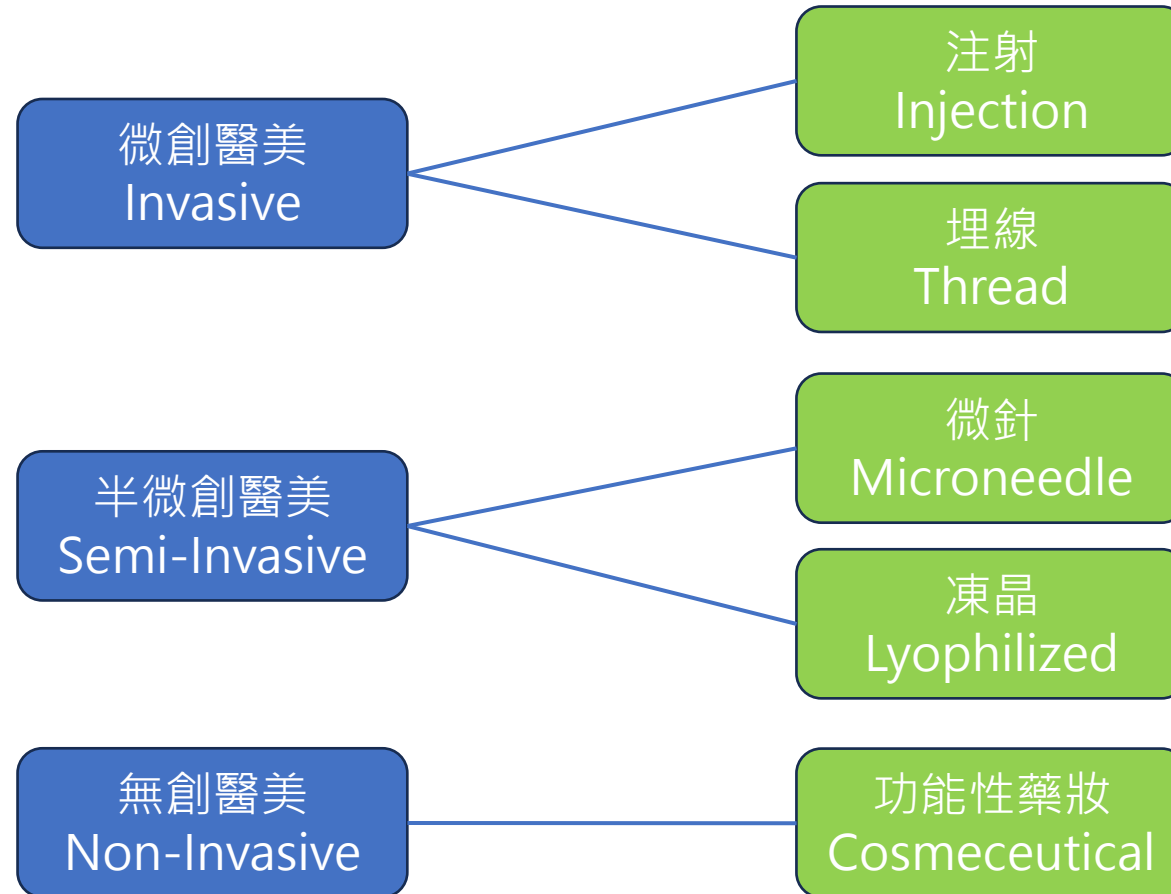 微創醫美
Invasive
注射
Injection
埋線
Thread
半微創醫美
Semi-Invasive
微針
Microneedle
凍晶
Lyophilized
無創醫美
Non-Invasive
功能性藥妝
Cosmeceutical